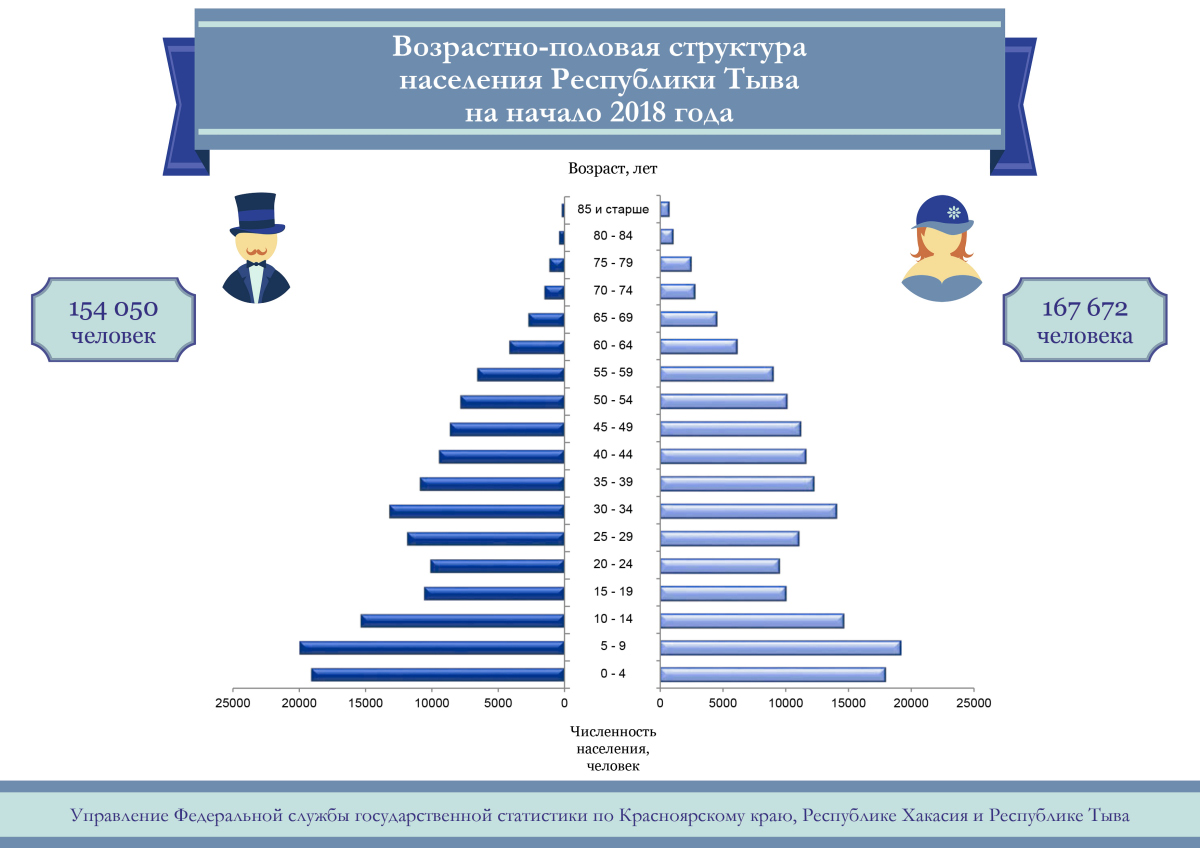 Возрастно-половая структура
населения Республики Тыва
на начало 2018 года
Возраст, лет
154 050
человек
167 672
человека
85 и старше
80 - 84
75 - 79
70 - 74
65 - 69
60 - 64
55 - 59
50 - 54
45 - 49
40 - 44
35 - 39
30 - 34
25 - 29
20 - 24
15 - 19
10 - 14
5 - 9
0 - 4
25000 20000 15000 10000 5000 0 0 5000 10000 15000 20000 25000
Численность
населения,
человек
Управление Федеральной службы государственной статистики по Красноярскому краю, Республике Хакасия и Республике Тыва